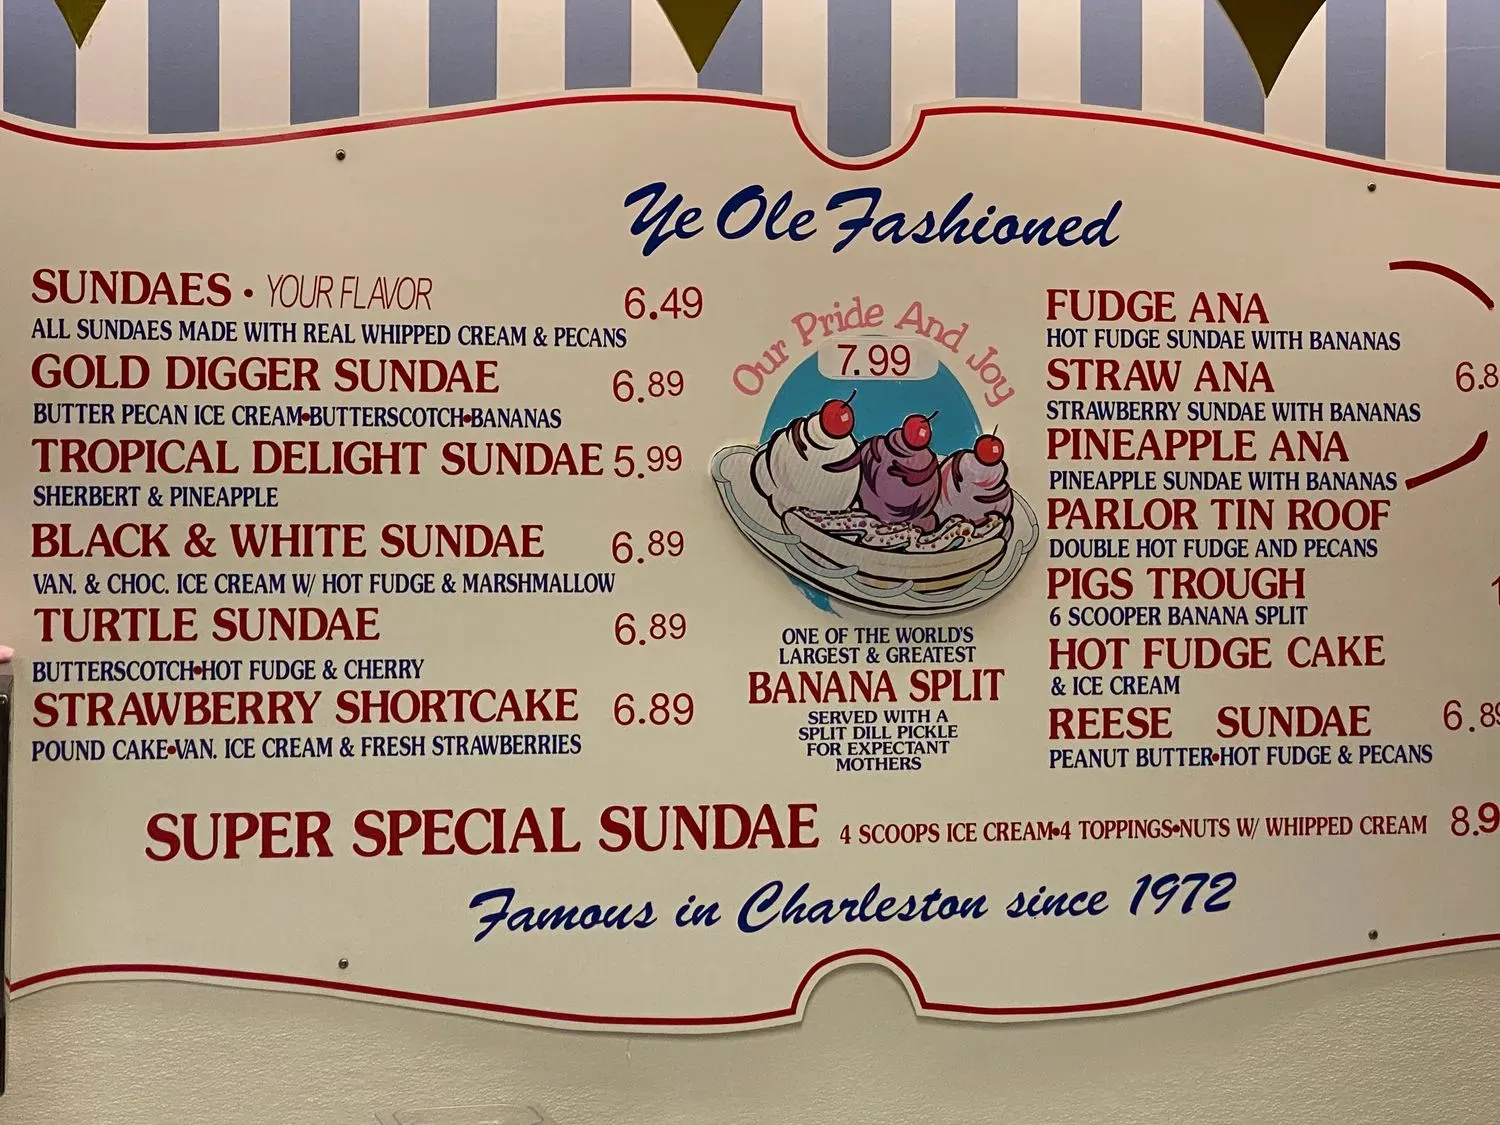 Ye Ole Fashioned
SUNDAES • YOUR FLAVOR 6.49
ALL SUNDAES MADE WITH REAL WHIPPED CREAM & PECANS
GOLD DIGGER SUNDAE 6.89
BUTTER PECAN ICE CREAM•BUTTERSCOTCH•BANANAS
TROPICAL DELIGHT SUNDAE 5.99
SHERBERT & PINEAPPLE
BLACK & WHITE SUNDAE 6.89
VAN. & CHOC. ICE CREAM W/ HOT FUDGE & MARSHMALLOW
TURTLE SUNDAE 6.89
BUTTERSCOTCH•HOT FUDGE & CHERRY
STRAWBERRY SHORTCAKE 6.89
POUND CAKE•VAN. ICE CREAM & FRESH STRAWBERRIES
Our Pride And Joy
7.99
ONE OF THE WORLD'S
LARGEST & GREATEST
BANANA SPLIT
SERVED WITH A
SPLIT DILL PICKLE
FOR EXPECTANT
MOTHERS
FUDGE ANA
HOT FUDGE SUNDAE WITH BANANAS
STRAW ANA 6.8
STRAWBERRY SUNDAE WITH BANANAS
PINEAPPLE ANA
PINEAPPLE SUNDAE WITH BANANAS
PARLOR TIN ROOF
DOUBLE HOT FUDGE AND PECANS
PIGS TROUGH
6 SCOOPER BANANA SPLIT
HOT FUDGE CAKE
& ICE CREAM
REESE SUNDAE 6.89
PEANUT BUTTER•HOT FUDGE & PECANS
SUPER SPECIAL SUNDAE 4 SCOOPS ICE CREAM•4 TOPPINGS•NUTS W/ WHIPPED CREAM 8.9
Famous in Charleston since 1972